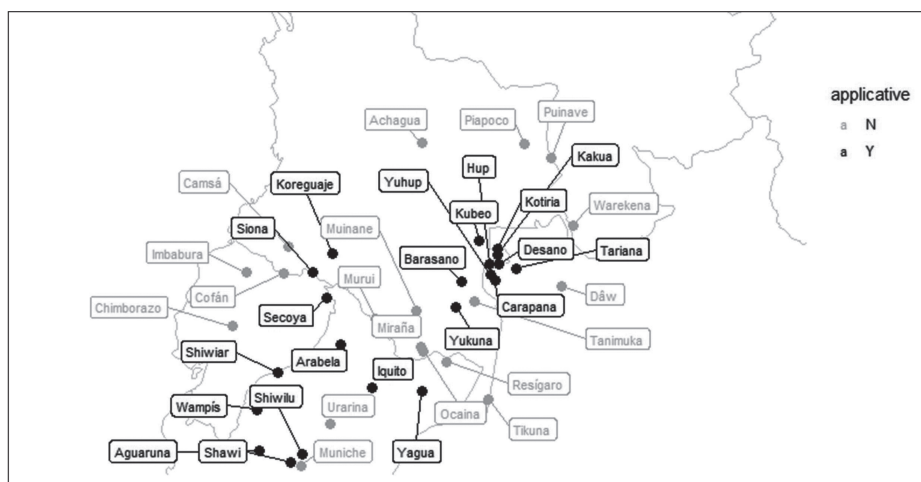 applicative
a N
a Y
Achagua
Piapoco
Puinave
Hup
Kakua
Yuhup
Camsá
Koreguaje
Kubeo
Kotiria
Warekena
Siona
Muinane
Desano
Tariana
Imbabura
Barasano
Murui
Cofán
Dâw
Chimborazo
Secoya
Carapana
Miraña
Yukuna
Tanimuka
Shiwiar
Arabela
Iquito
Resígaro
Wampís
Shiwilu
Urarina
Ocaina
Tikuna
Aguaruna
Shawi
Muniche
Yagua